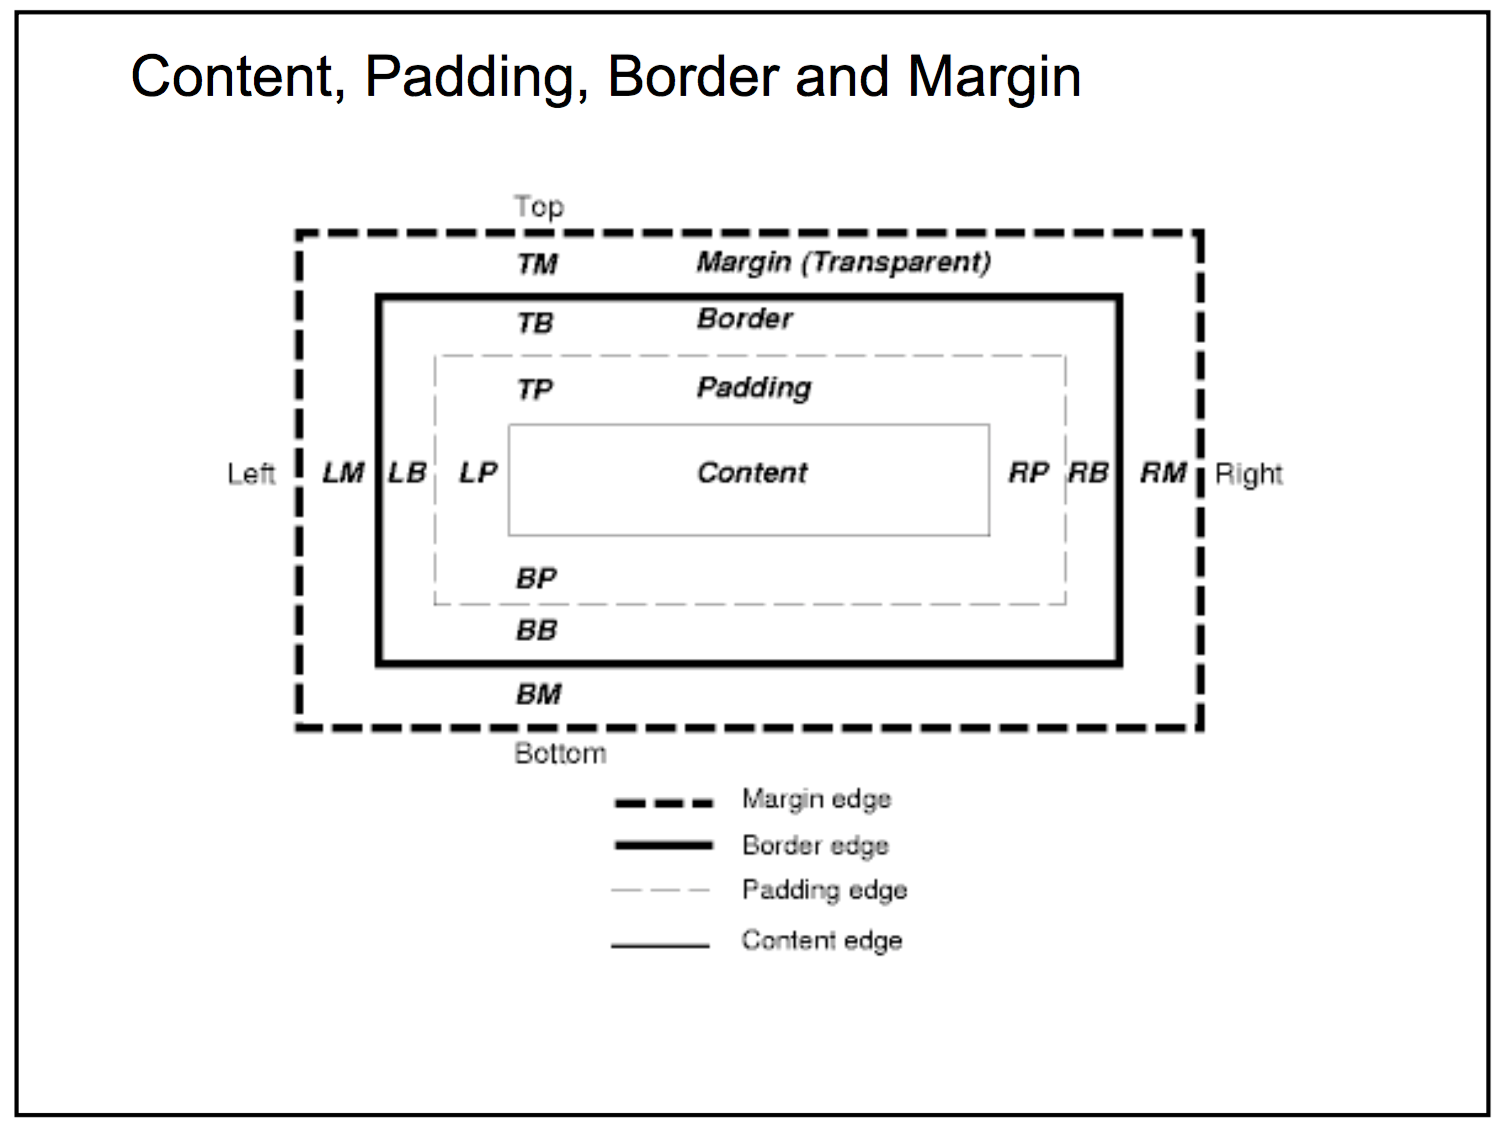 Content, Padding, Border and Margin
Top
TM Margin (Transparent)
TB Border
TP Padding
Left LM LB LP Content RP RB RM Right
BP
BB
BM
Bottom
Margin edge
Border edge
Padding edge
Content edge